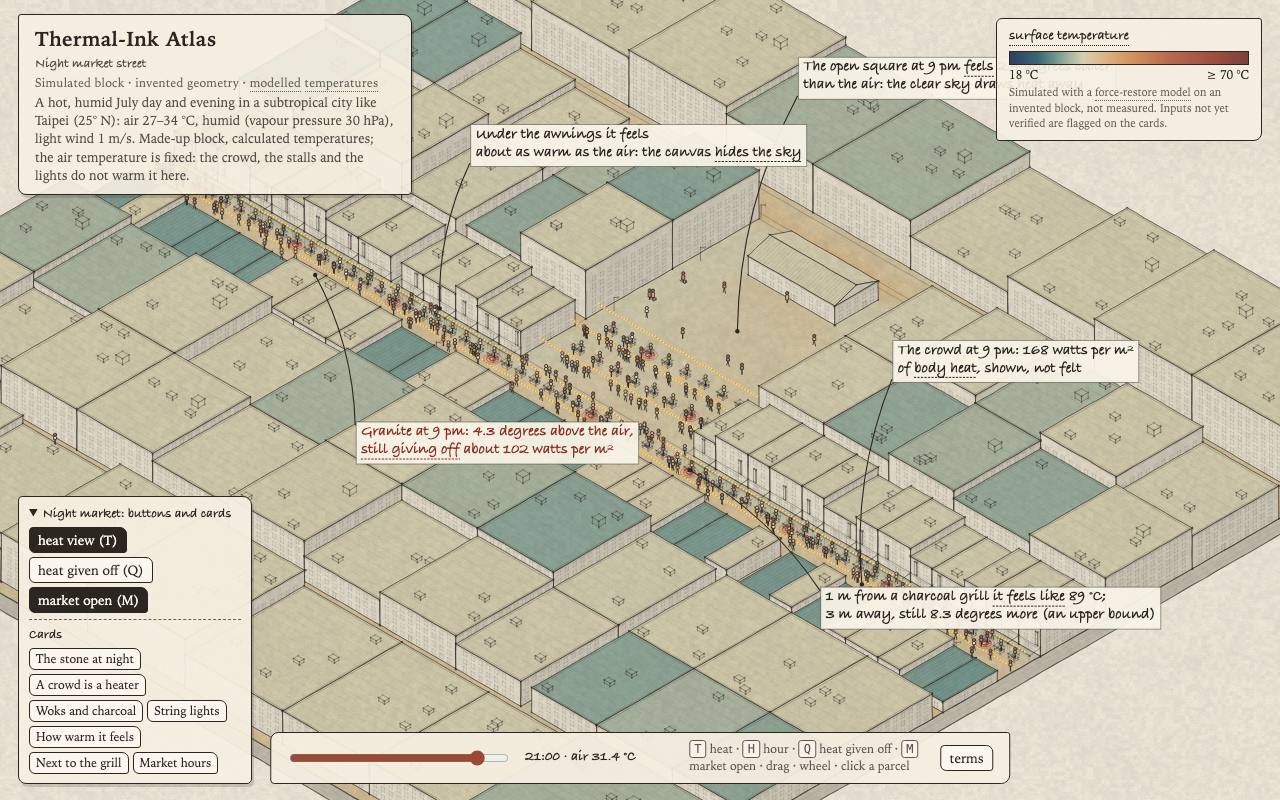 Thermal-Ink Atlas
Night market street
Simulated block · invented geometry · modelled temperatures
A hot, humid July day and evening in a subtropical city like
Taipei (25° N): air 27–34 °C, humid (vapour pressure 30 hPa),
light wind 1 m/s. Made-up block, calculated temperatures;
the air temperature is fixed: the crowd, the stalls and the
lights do not warm it here.
The open square at 9 pm feels
than the air: the clear sky
surface temperature
18 °C
≥ 70 °C
Simulated with a force-restore model on an
invented block, not measured. Inputs not yet
verified are flagged on the cards.
Under the awnings it feels
about as warm as the air: the canvas hides the sky
The crowd at 9 pm: 168 watts per m²
of body heat, shown, not felt
Granite at 9 pm: 4.3 degrees above the air,
still giving off about 102 watts per m²
1 m from a charcoal grill it feels like 89 °C;
3 m away, still 8.3 degrees more (an upper bound)
▼ Night market: buttons and cards
heat view (T)
heat given off (Q)
market open (M)
Cards
The stone at night
A crowd is a heater
Woks and charcoal
String lights
How warm it feels
Next to the grill
Market hours
21:00 · air 31.4 °C
T heat · H hour · Q heat given off · M
market open · drag · wheel · click a parcel
terms